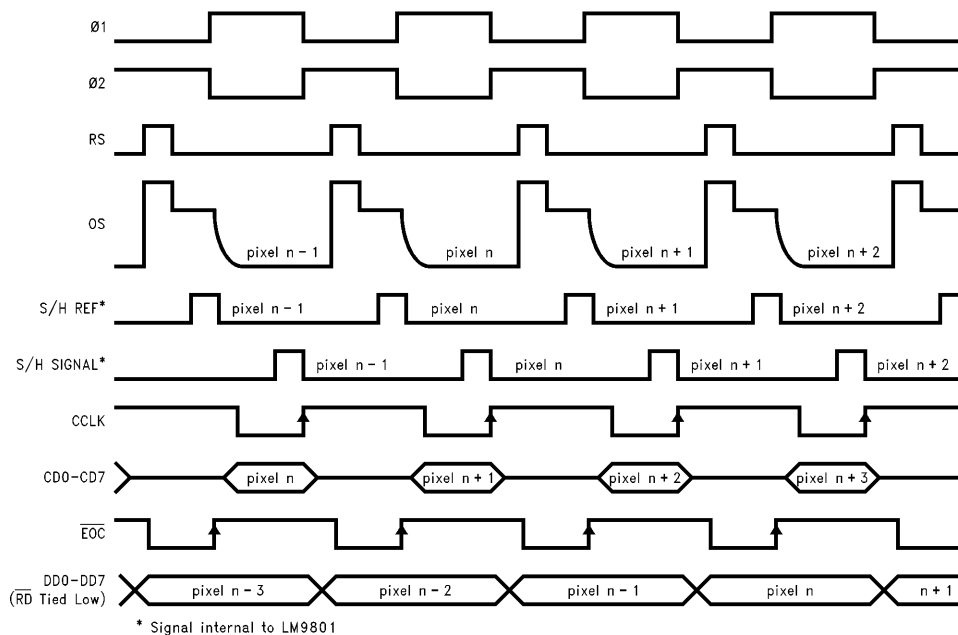 Ø1
Ø2
RS
OS
pixel n - 1
pixel n
pixel n + 1
pixel n + 2
S/H REF*
pixel n - 1
pixel n
pixel n + 1
pixel n + 2
S/H SIGNAL*
pixel n - 1
pixel n
pixel n + 1
pixel n + 2
CCLK
CD0-CD7
pixel n
pixel n + 1
pixel n + 2
pixel n + 3
EOC
DD0-DD7
(RD Tied Low)
pixel n - 3
pixel n - 2
pixel n - 1
pixel n
n + 1
* Signal internal to LM9801